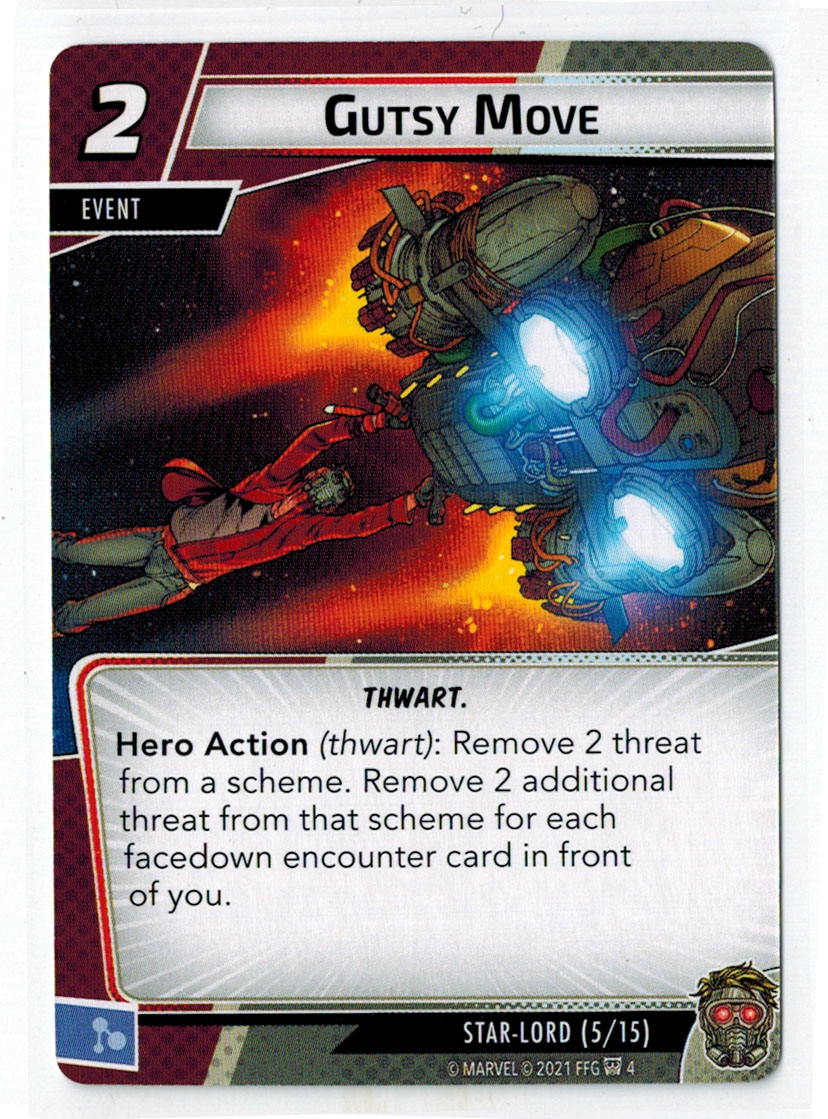 2
GUTSY MOVE
EVENT
THWART.
Hero Action (thwart): Remove 2 threat
from a scheme. Remove 2 additional
threat from that scheme for each
facedown encounter card in front
of you.
STAR-LORD (5/15)
© MARVEL © 2021 FFG 4